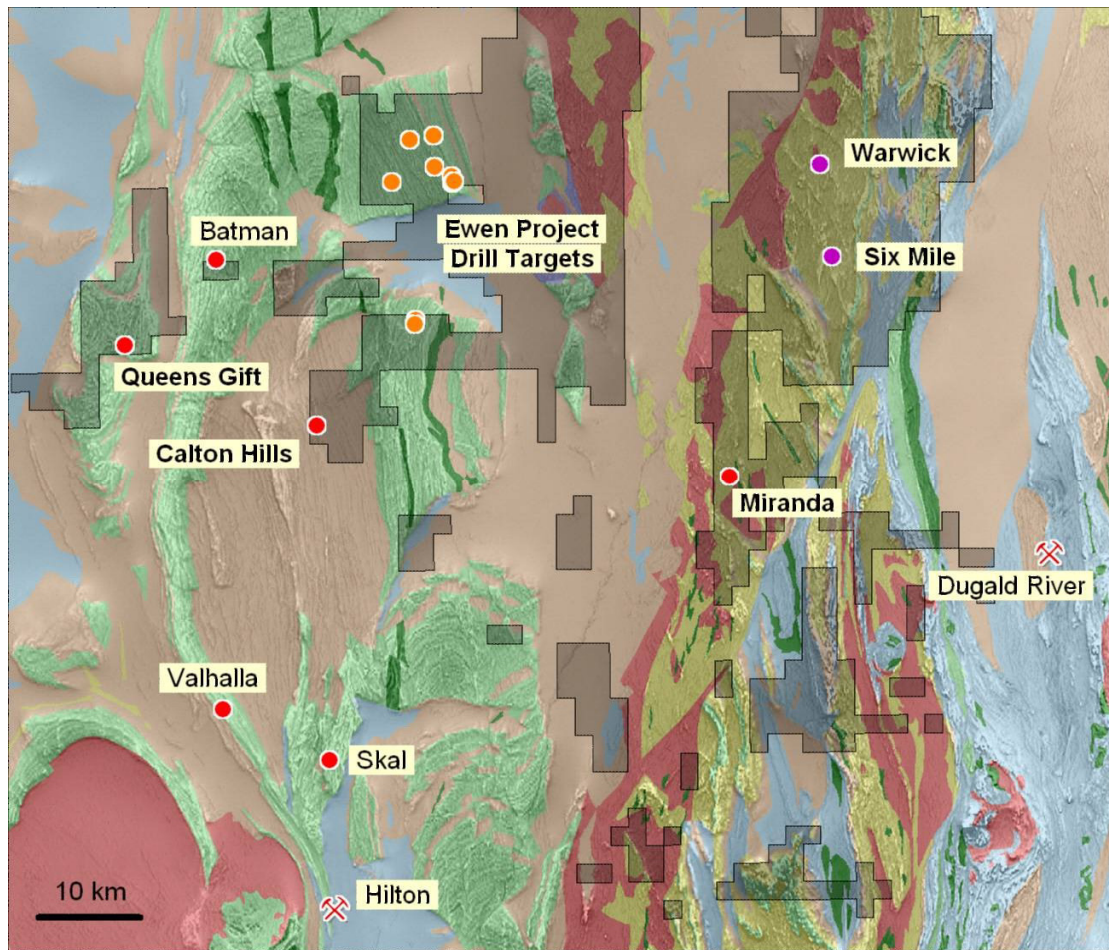 Warwick
Batman
Ewen Project
Drill Targets
Six Mile
Queens Gift
Calton Hills
Miranda
Dugald River
Valhalla
Skal
10 km
Hilton